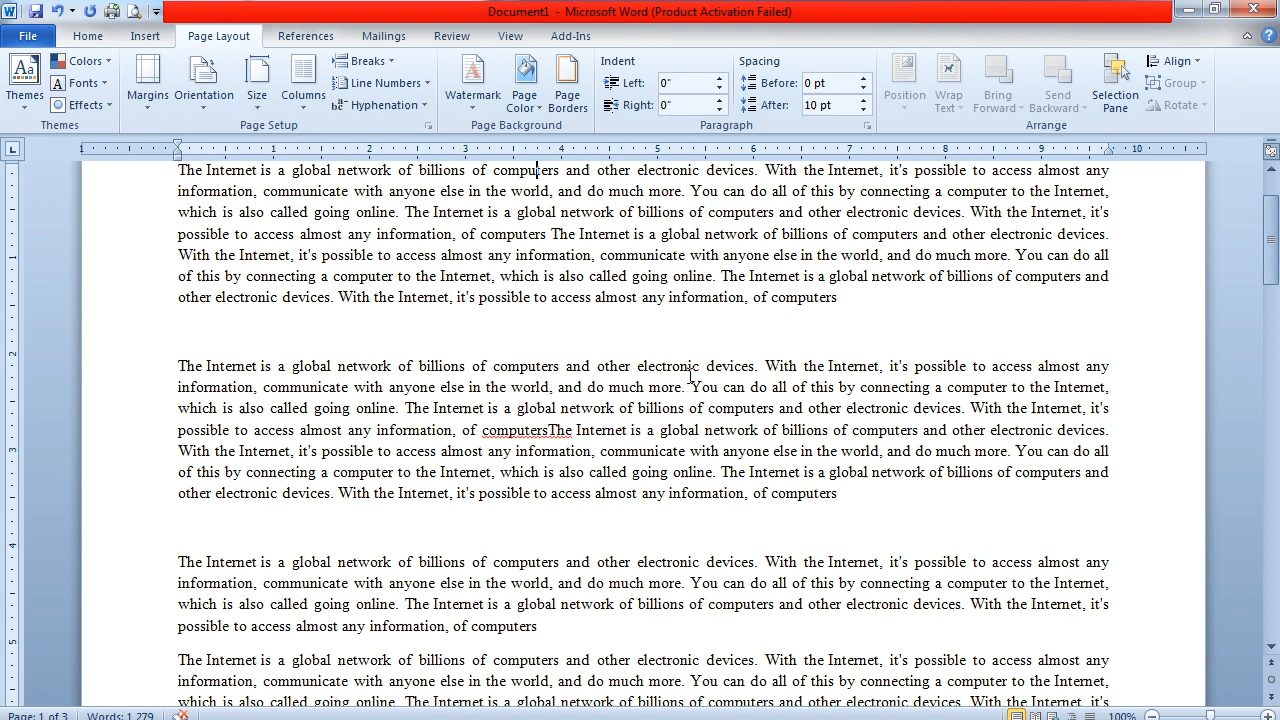 Document1 - Microsoft Word (Product Activation Failed)
File Home Insert Page Layout References Mailings Review View Add-Ins
Themes
Colors
Fonts
Effects
Themes
Margins
Orientation
Size
Columns
Breaks
Line Numbers
Hyphenation
Page Setup
Watermark
Page Color
Page Borders
Page Background
Indent
Left: 0"
Right: 0"
Spacing
Before: 0 pt
After: 10 pt
Paragraph
Position
Wrap Text
Bring Forward
Send Backward
Selection Pane
Align
Group
Rotate
Arrange
1 1 2 3 4 5 6 7 8 9 10
The Internet is a global network of billions of computers and other electronic devices. With the Internet, it's possible to access almost any
information, communicate with anyone else in the world, and do much more. You can do all of this by connecting a computer to the Internet,
which is also called going online. The Internet is a global network of billions of computers and other electronic devices. With the Internet, it's
possible to access almost any information, of computers The Internet is a global network of billions of computers and other electronic devices.
With the Internet, it's possible to access almost any information, communicate with anyone else in the world, and do much more. You can do all
of this by connecting a computer to the Internet, which is also called going online. The Internet is a global network of billions of computers and
other electronic devices. With the Internet, it's possible to access almost any information, of computers
The Internet is a global network of billions of computers and other electronic devices. With the Internet, it's possible to access almost any
information, communicate with anyone else in the world, and do much more. You can do all of this by connecting a computer to the Internet,
which is also called going online. The Internet is a global network of billions of computers and other electronic devices. With the Internet, it's
possible to access almost any information, of computersThe Internet is a global network of billions of computers and other electronic devices.
With the Internet, it's possible to access almost any information, communicate with anyone else in the world, and do much more. You can do all
of this by connecting a computer to the Internet, which is also called going online. The Internet is a global network of billions of computers and
other electronic devices. With the Internet, it's possible to access almost any information, of computers
The Internet is a global network of billions of computers and other electronic devices. With the Internet, it's possible to access almost any
information, communicate with anyone else in the world, and do much more. You can do all of this by connecting a computer to the Internet,
which is also called going online. The Internet is a global network of billions of computers and other electronic devices. With the Internet, it's
possible to access almost any information, of computers
The Internet is a global network of billions of computers and other electronic devices. With the Internet, it's possible to access almost any
information, communicate with anyone else in the world, and do much more. You can do all of this by connecting a computer to the Internet,
which is also called going online. The Internet is a global network of billions of computers and other electronic devices. With the Internet, it's
Page: 1 of 3 Words: 1,279 100%